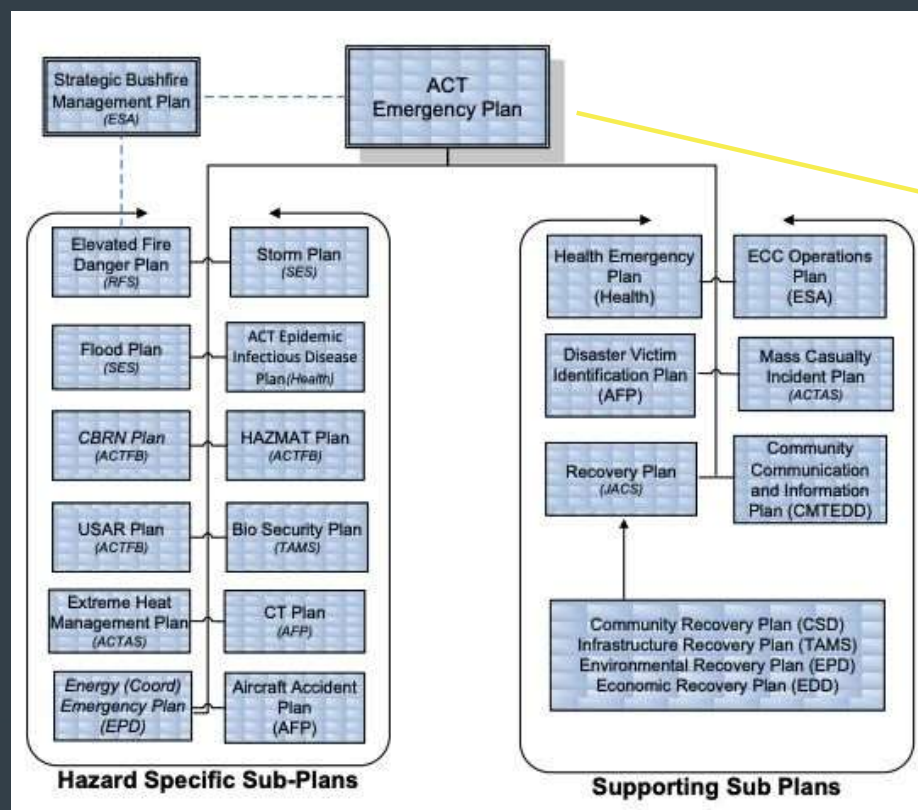 Strategic Bushfire
Management Plan
(ESA)
ACT
Emergency Plan
Elevated Fire
Danger Plan
(RFS)
Storm Plan
(SES)
Flood Plan
(SES)
ACT Epidemic
Infectious Disease
Plan(Health)
CBRN Plan
(ACTFB)
HAZMAT Plan
(ACTFB)
USAR Plan
(ACTFB)
Bio Security Plan
(TAMS)
Extreme Heat
Management Plan
(ACTAS)
CT Plan
(AFP)
Energy (Coord)
Emergency Plan
(EPD)
Aircraft Accident
Plan
(AFP)
Hazard Specific Sub-Plans
Health Emergency
Plan
(Health)
ECC Operations
Plan
(ESA)
Disaster Victim
Identification Plan
(AFP)
Mass Casualty
Incident Plan
(ACTAS)
Recovery Plan
(JACS)
Community
Communication
and Information
Plan (CMTEDD)
Community Recovery Plan (CSD)
Infrastructure Recovery Plan (TAMS)
Environmental Recovery Plan (EPD)
Economic Recovery Plan (EDD)
Supporting Sub Plans